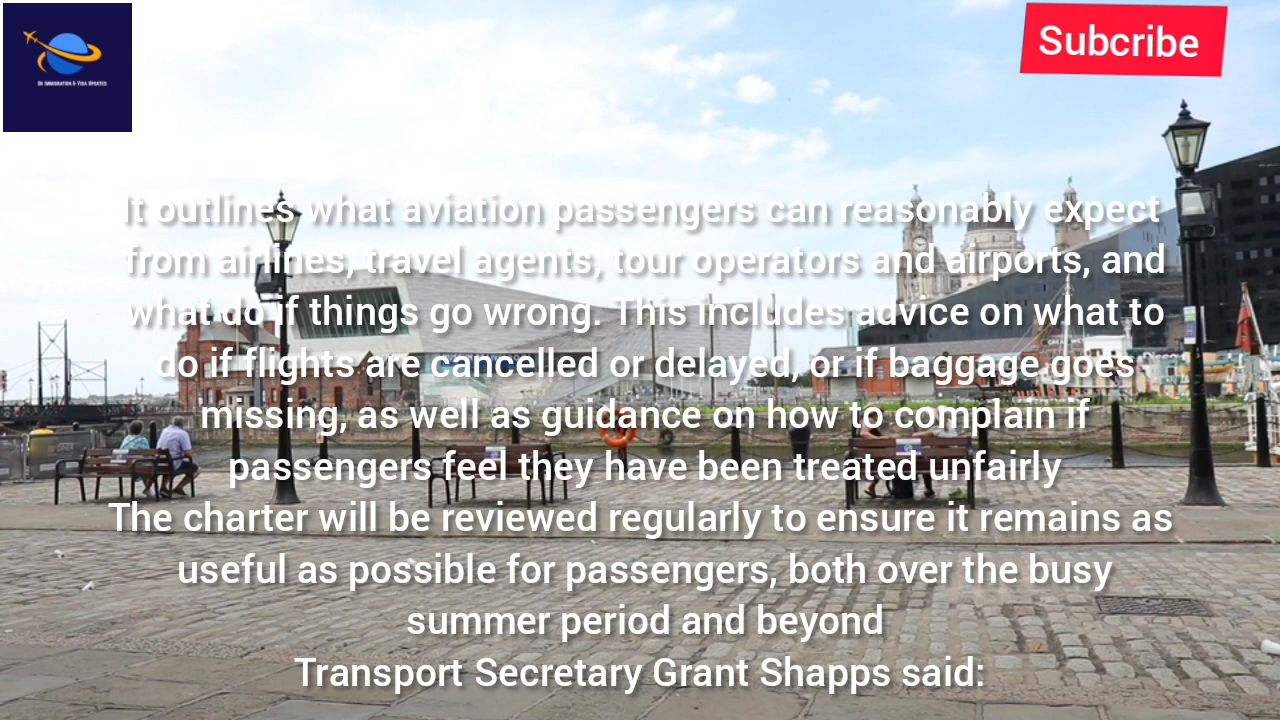 Subcribe
UK IMMIGRATION & VISA UPDATES
It outlines what aviation passengers can reasonably expect
from airlines, travel agents, tour operators and airports, and
what do if things go wrong. This includes advice on what to
do if flights are cancelled or delayed, or if baggage goes
missing, as well as guidance on how to complain if
passengers feel they have been treated unfairly
The charter will be reviewed regularly to ensure it remains as
useful as possible for passengers, both over the busy
summer period and beyond
Transport Secretary Grant Shapps said: